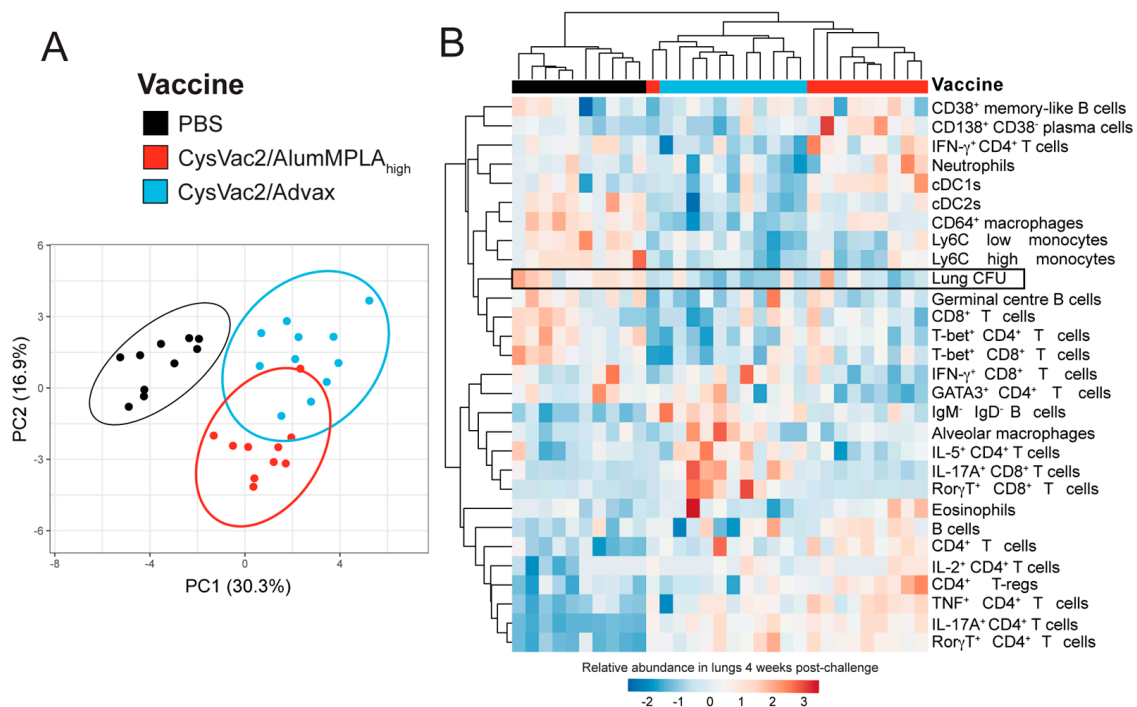 A
Vaccine
PBS
CysVac2/AlumMPLAhigh
CysVac2/Advax
6
3
0
-3
-6
PC2 (16.9%)
-8
-4
0
4
PC1 (30.3%)
B
Vaccine
CD38⁺ memory-like B cells
CD138⁺ CD38⁻ plasma cells
IFN-γ⁺ CD4⁺ T cells
Neutrophils
cDC1s
cDC2s
CD64⁺ macrophages
Ly6C low monocytes
Ly6C high monocytes
Lung CFU
Germinal centre B cells
CD8⁺ T cells
T-bet⁺ CD4⁺ T cells
T-bet⁺ CD8⁺ T cells
IFN-γ⁺ CD8⁺ T cells
GATA3⁺ CD4⁺ T cells
IgM⁻ IgD⁻ B cells
Alveolar macrophages
IL-5⁺ CD4⁺ T cells
IL-17A⁺ CD8⁺ T cells
RorγT⁺ CD8⁺ T cells
Eosinophils
B cells
CD4⁺ T cells
IL-2⁺ CD4⁺ T cells
CD4⁺ T-regs
TNF⁺ CD4⁺ T cells
IL-17A⁺ CD4⁺ T cells
RorγT⁺ CD4⁺ T cells
Relative abundance in lungs 4 weeks post-challenge
-2 -1 0 1 2 3